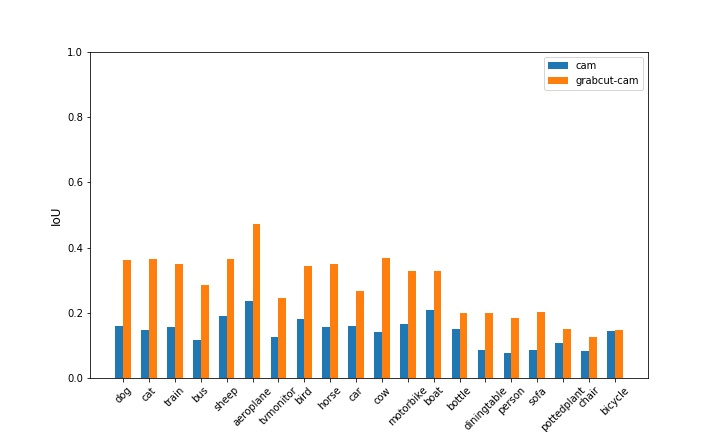 1.0
0.8
0.6
0.4
0.2
0.0
IoU
cam
grabcut-cam
dog
cat
train
bus
sheep
aeroplane
tvmonitor
bird
horse
car
cow
motorbike
boat
bottle
diningtable
person
sofa
pottedplant
chair
bicycle